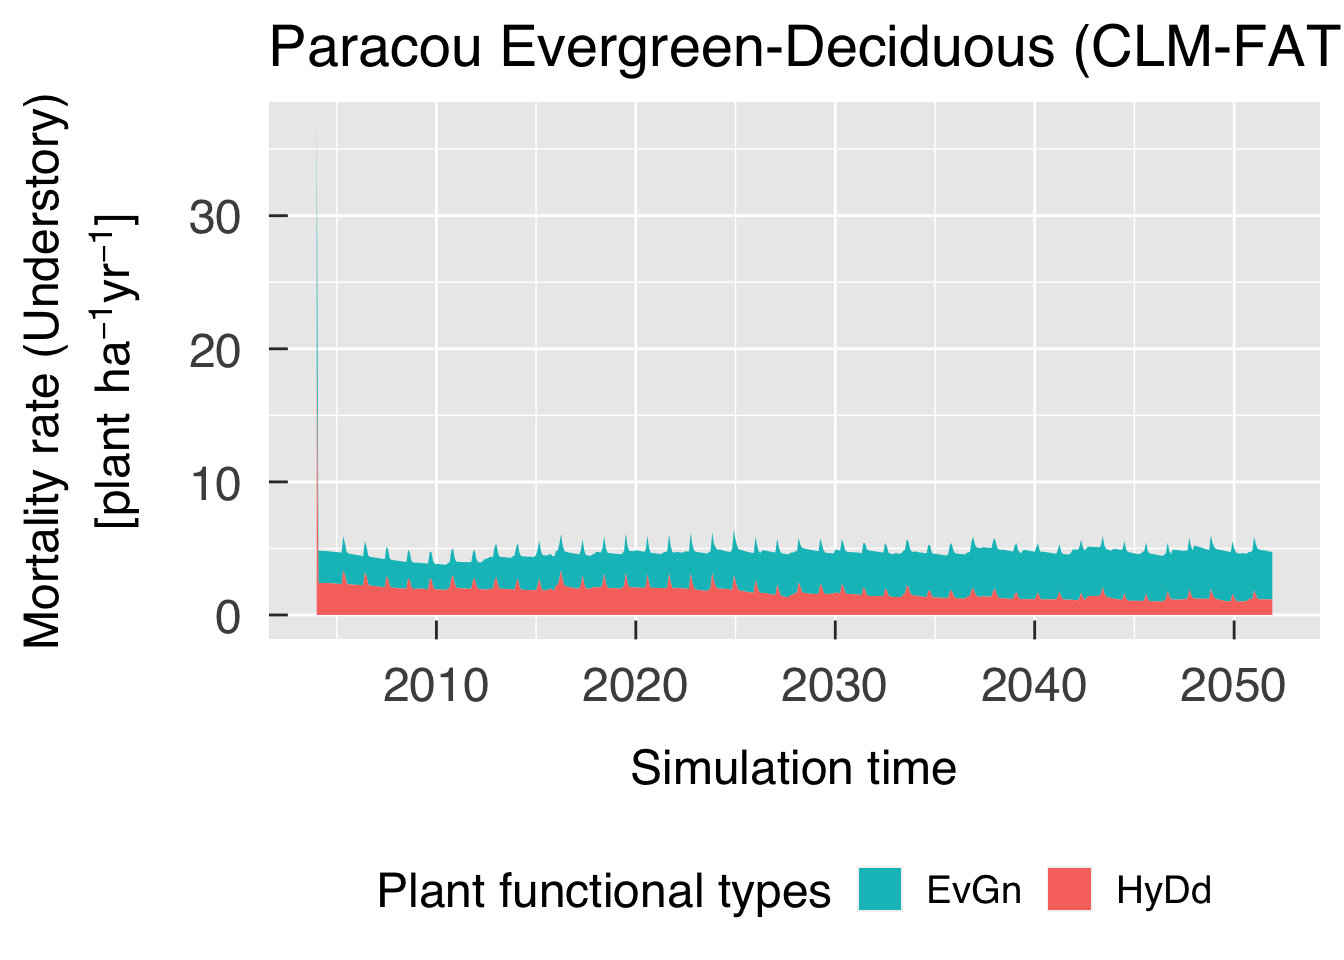 Paracou Evergreen-Deciduous (CLM-FAT
Mortality rate (Understory)
[plant ha⁻¹yr⁻¹]
30
20
10
0
2010 2020 2030 2040 2050
Simulation time
Plant functional types EvGn HyDd